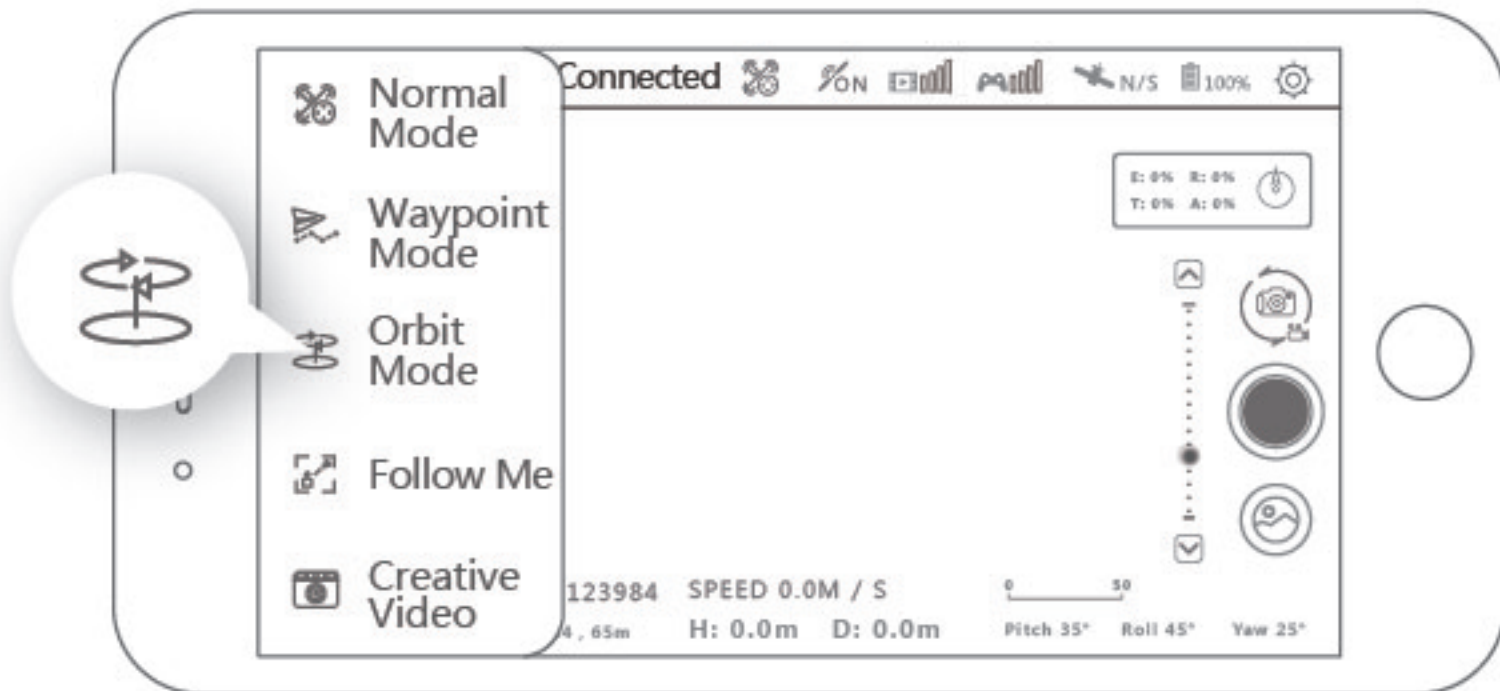 Normal
Mode
Waypoint
Mode
Orbit
Mode
Follow Me
Creative
Video
Connected
ON
N/S
100%
E: 0% R: 0%
T: 0% A: 0%
123984 SPEED 0.0M / S
0 50
4 , 65m H: 0.0m D: 0.0m
Pitch 35° Roll 45° Yaw 25°